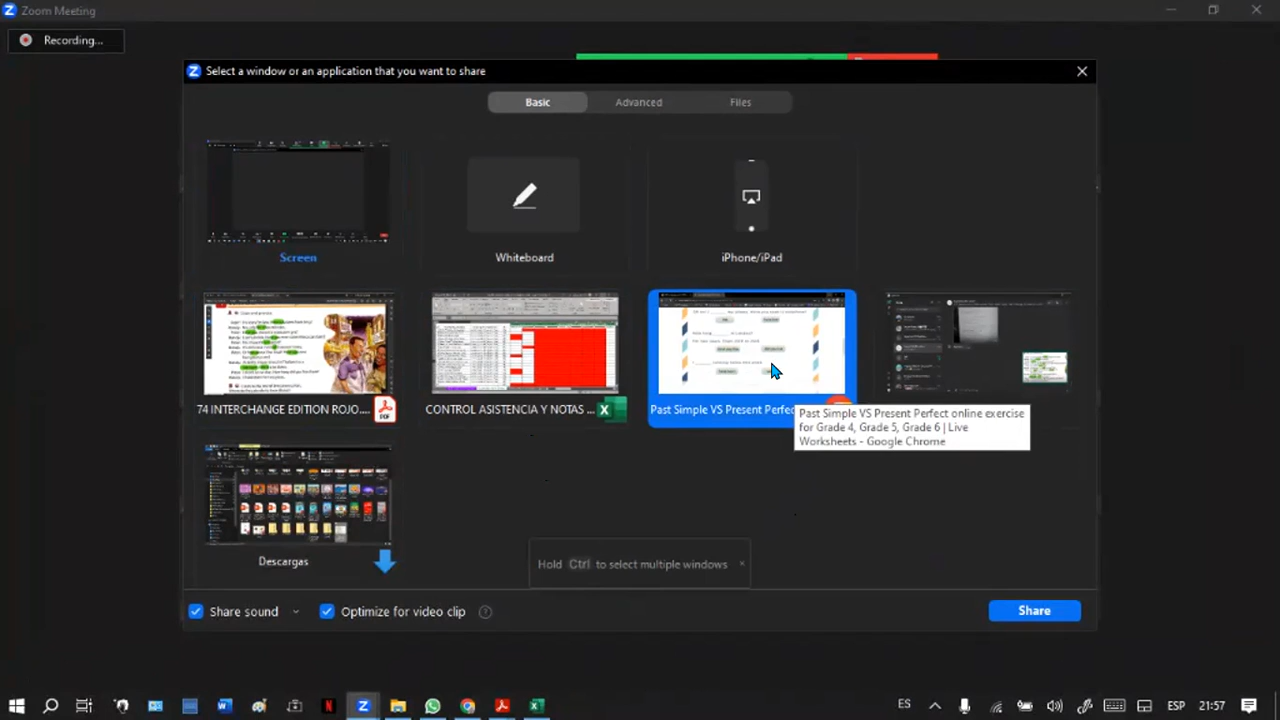 Zoom Meeting
Recording...
Select a window or an application that you want to share
Basic
Advanced
Files
Screen
Whiteboard
iPhone/iPad
74 INTERCHANGE EDITION ROJO....
CONTROL ASISTENCIA Y NOTAS ...
Past Simple VS Present Perfec
Past Simple VS Present Perfect online exercise
for Grade 4, Grade 5, Grade 6 | Live
Worksheets - Google Chrome
Descargas
Hold Ctrl to select multiple windows
Share sound
Optimize for video clip
Share
ES
ESP
21:57